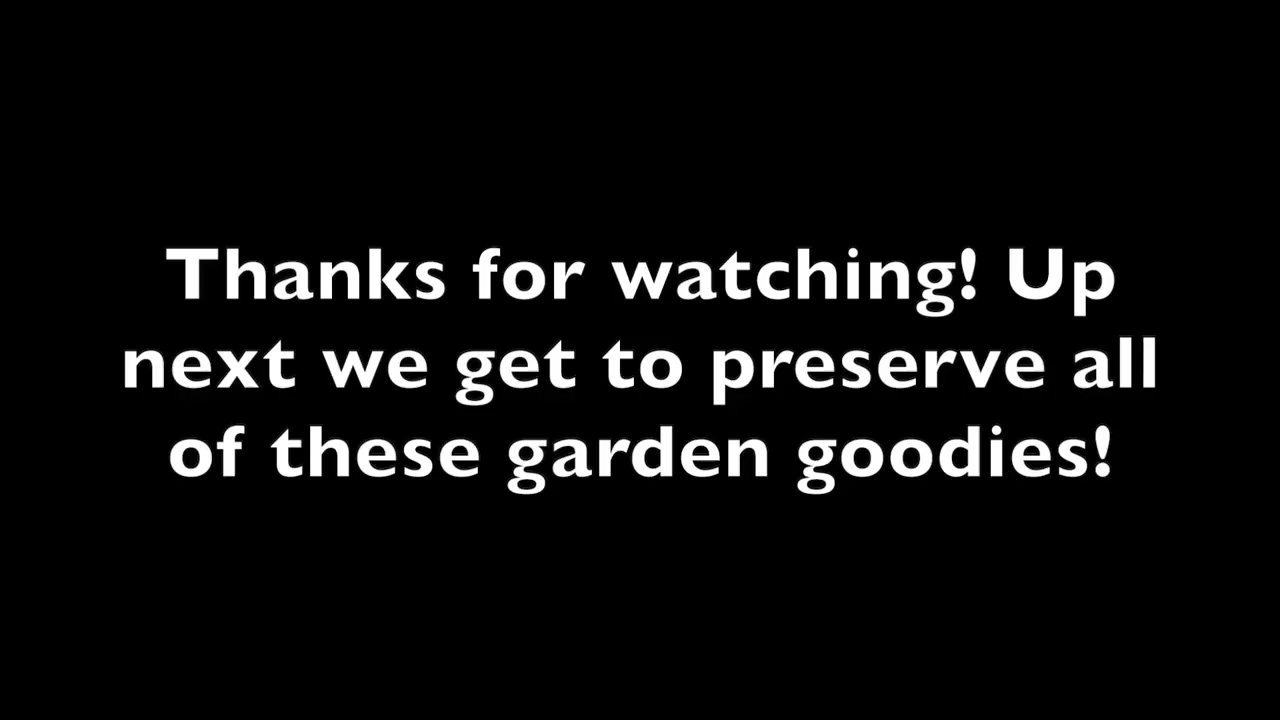 Thanks for watching! Up
next we get to preserve all
of these garden goodies!